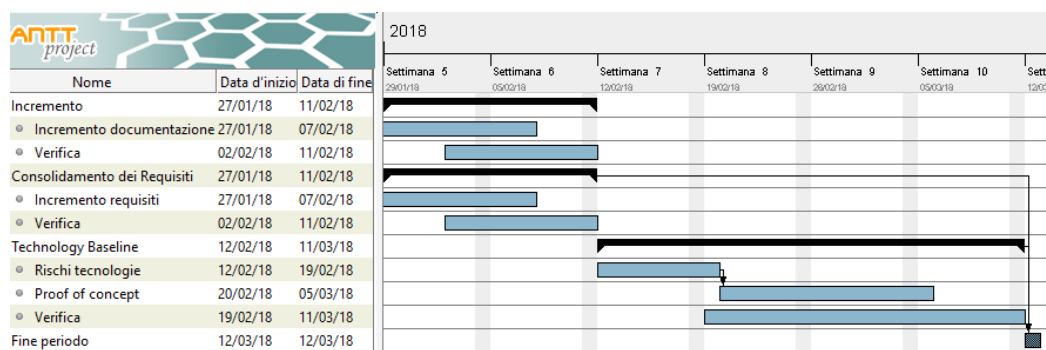 ANTT
project
2018
Settimana 5 Settimana 6 Settimana 7 Settimana 8 Settimana 9 Settimana 10 Sett
29/01/18 05/02/18 12/02/18 19/02/18 26/02/18 05/03/18 12/03
Nome Data d'inizio Data di fine
Incremento 27/01/18 11/02/18
Incremento documentazione 27/01/18 07/02/18
Verifica 02/02/18 11/02/18
Consolidamento dei Requisiti 27/01/18 11/02/18
Incremento requisiti 27/01/18 07/02/18
Verifica 02/02/18 11/02/18
Technology Baseline 12/02/18 11/03/18
Rischi tecnologie 12/02/18 19/02/18
Proof of concept 20/02/18 05/03/18
Verifica 19/02/18 11/03/18
Fine periodo 12/03/18 12/03/18